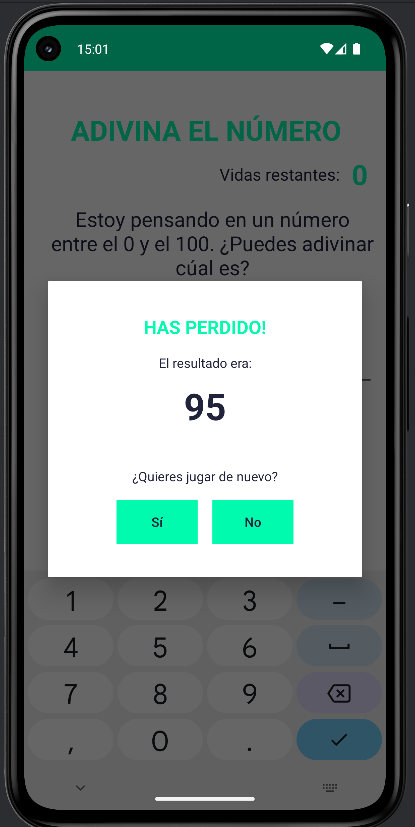 15:01
ADIVINA EL NÚMERO
Vidas restantes: 0
Estoy pensando en un número
entre el 0 y el 100. ¿Puedes adivinar
cúal es?
HAS PERDIDO!
El resultado era:
95
¿Quieres jugar de nuevo?
Sí No
1 2 3 –
4 5 6
7 8 9
, 0 .